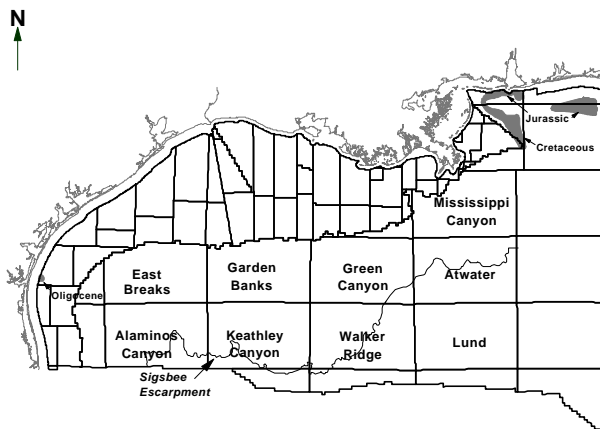 N
Jurassic
Cretaceous
Mississippi
Canyon
East
Breaks
Garden
Banks
Green
Canyon
Atwater
Oligocene
Alaminos
Canyon
Keathley
Canyon
Walker
Ridge
Lund
Sigsbee
Escarpment